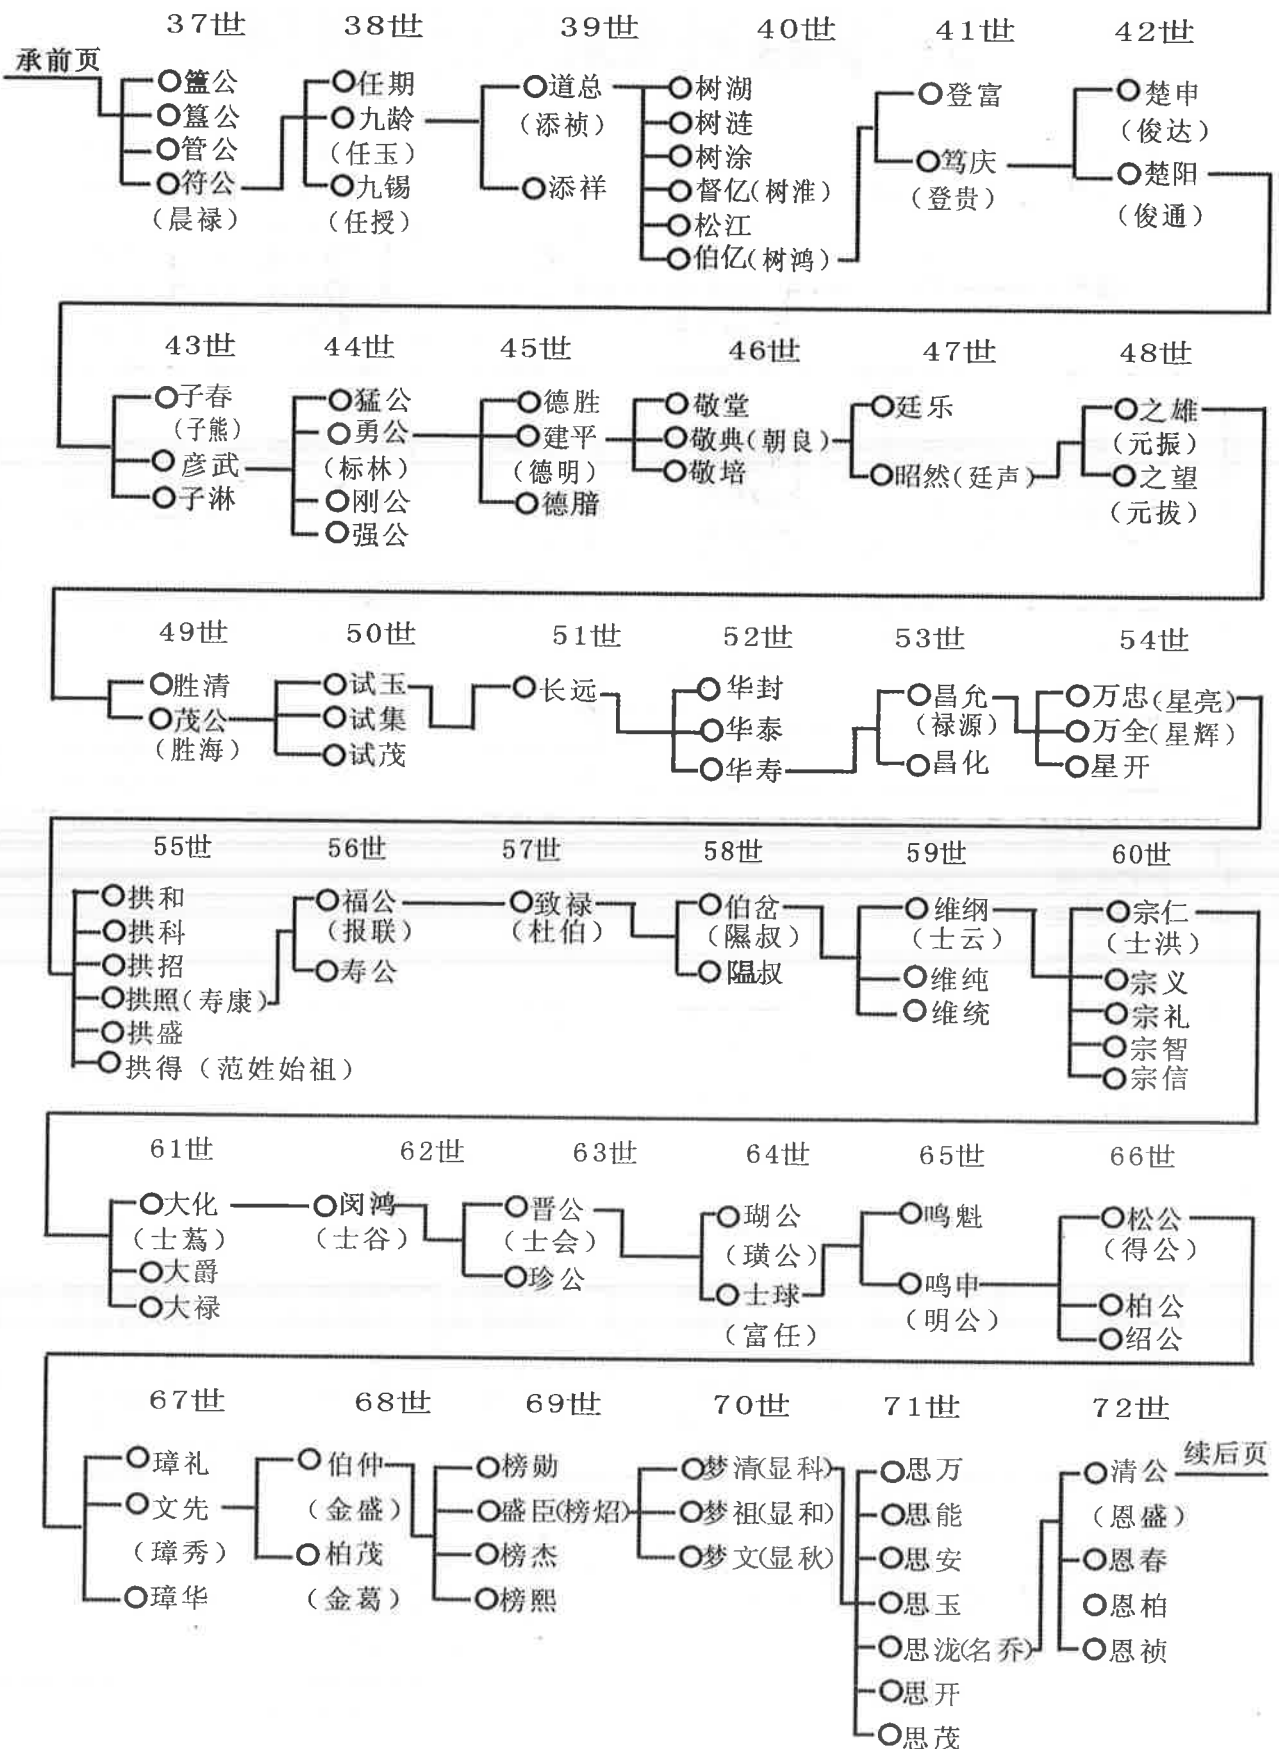 37世 38世 39世 40世 41世 42世
承前页
○簠公 ○任期 ○道总 ○树湖 ○登富 ○楚申
○簋公 ○九龄 (添祯) ○树涟 (俊达)
○管公 (任玉) ○树涂 ○笃庆 ○楚阳
○符公 ○九锡 ○添祥 ○督亿(树淮) (登贵) (俊通)
(晨禄) (任授) ○松江
○伯亿(树鸿)
43世 44世 45世 46世 47世 48世
○子春 ○猛公 ○德胜 ○敬堂 ○廷乐 ○之雄
(子熊) ○勇公 ○建平 ○敬典(朝良) (元振)
○彦武 (标林) (德明) ○敬培 ○昭然(廷声) ○之望
○子淋 ○刚公 ○德䐶 (元拔)
○强公
49世 50世 51世 52世 53世 54世
○胜清 ○试玉 ○长远 ○华封 ○昌允 ○万忠(星亮)
○茂公 ○试集 ○华泰 (禄源) ○万全(星辉)
(胜海) ○试茂 ○华寿 ○昌化 ○星开
55世 56世 57世 58世 59世 60世
○拱和 ○福公 ○致禄 ○伯岔 ○维纲 ○宗仁
○拱科 (报联) (杜伯) (隰叔) (士云) (士洪)
○拱招 ○寿公 ○隰叔 ○维纯 ○宗义
○拱照(寿康) ○维统 ○宗礼
○拱盛 ○宗智
○拱得(范姓始祖) ○宗信
61世 62世 63世 64世 65世 66世
○大化 ○闵鸿 ○晋公 ○瑚公 ○鸣魁 ○松公
(士蒍) (士谷) (士会) (璜公) (得公)
○大爵 ○珍公 ○士球 ○鸣申 ○柏公
○大禄 (富任) (明公) ○绍公
67世 68世 69世 70世 71世 72世
续后页
○璋礼 ○伯仲 ○榜勋 ○梦清(显科) ○思万 ○清公
○文先 (金盛) ○盛臣(榜炤) ○梦祖(显和) ○思能 (恩盛)
(璋秀) ○柏茂 ○榜杰 ○梦文(显秋) ○思安 ○恩春
○璋华 (金葛) ○榜熙 ○思玉 ○恩柏
○思泷(名乔) ○恩祯
○思开
○思茂